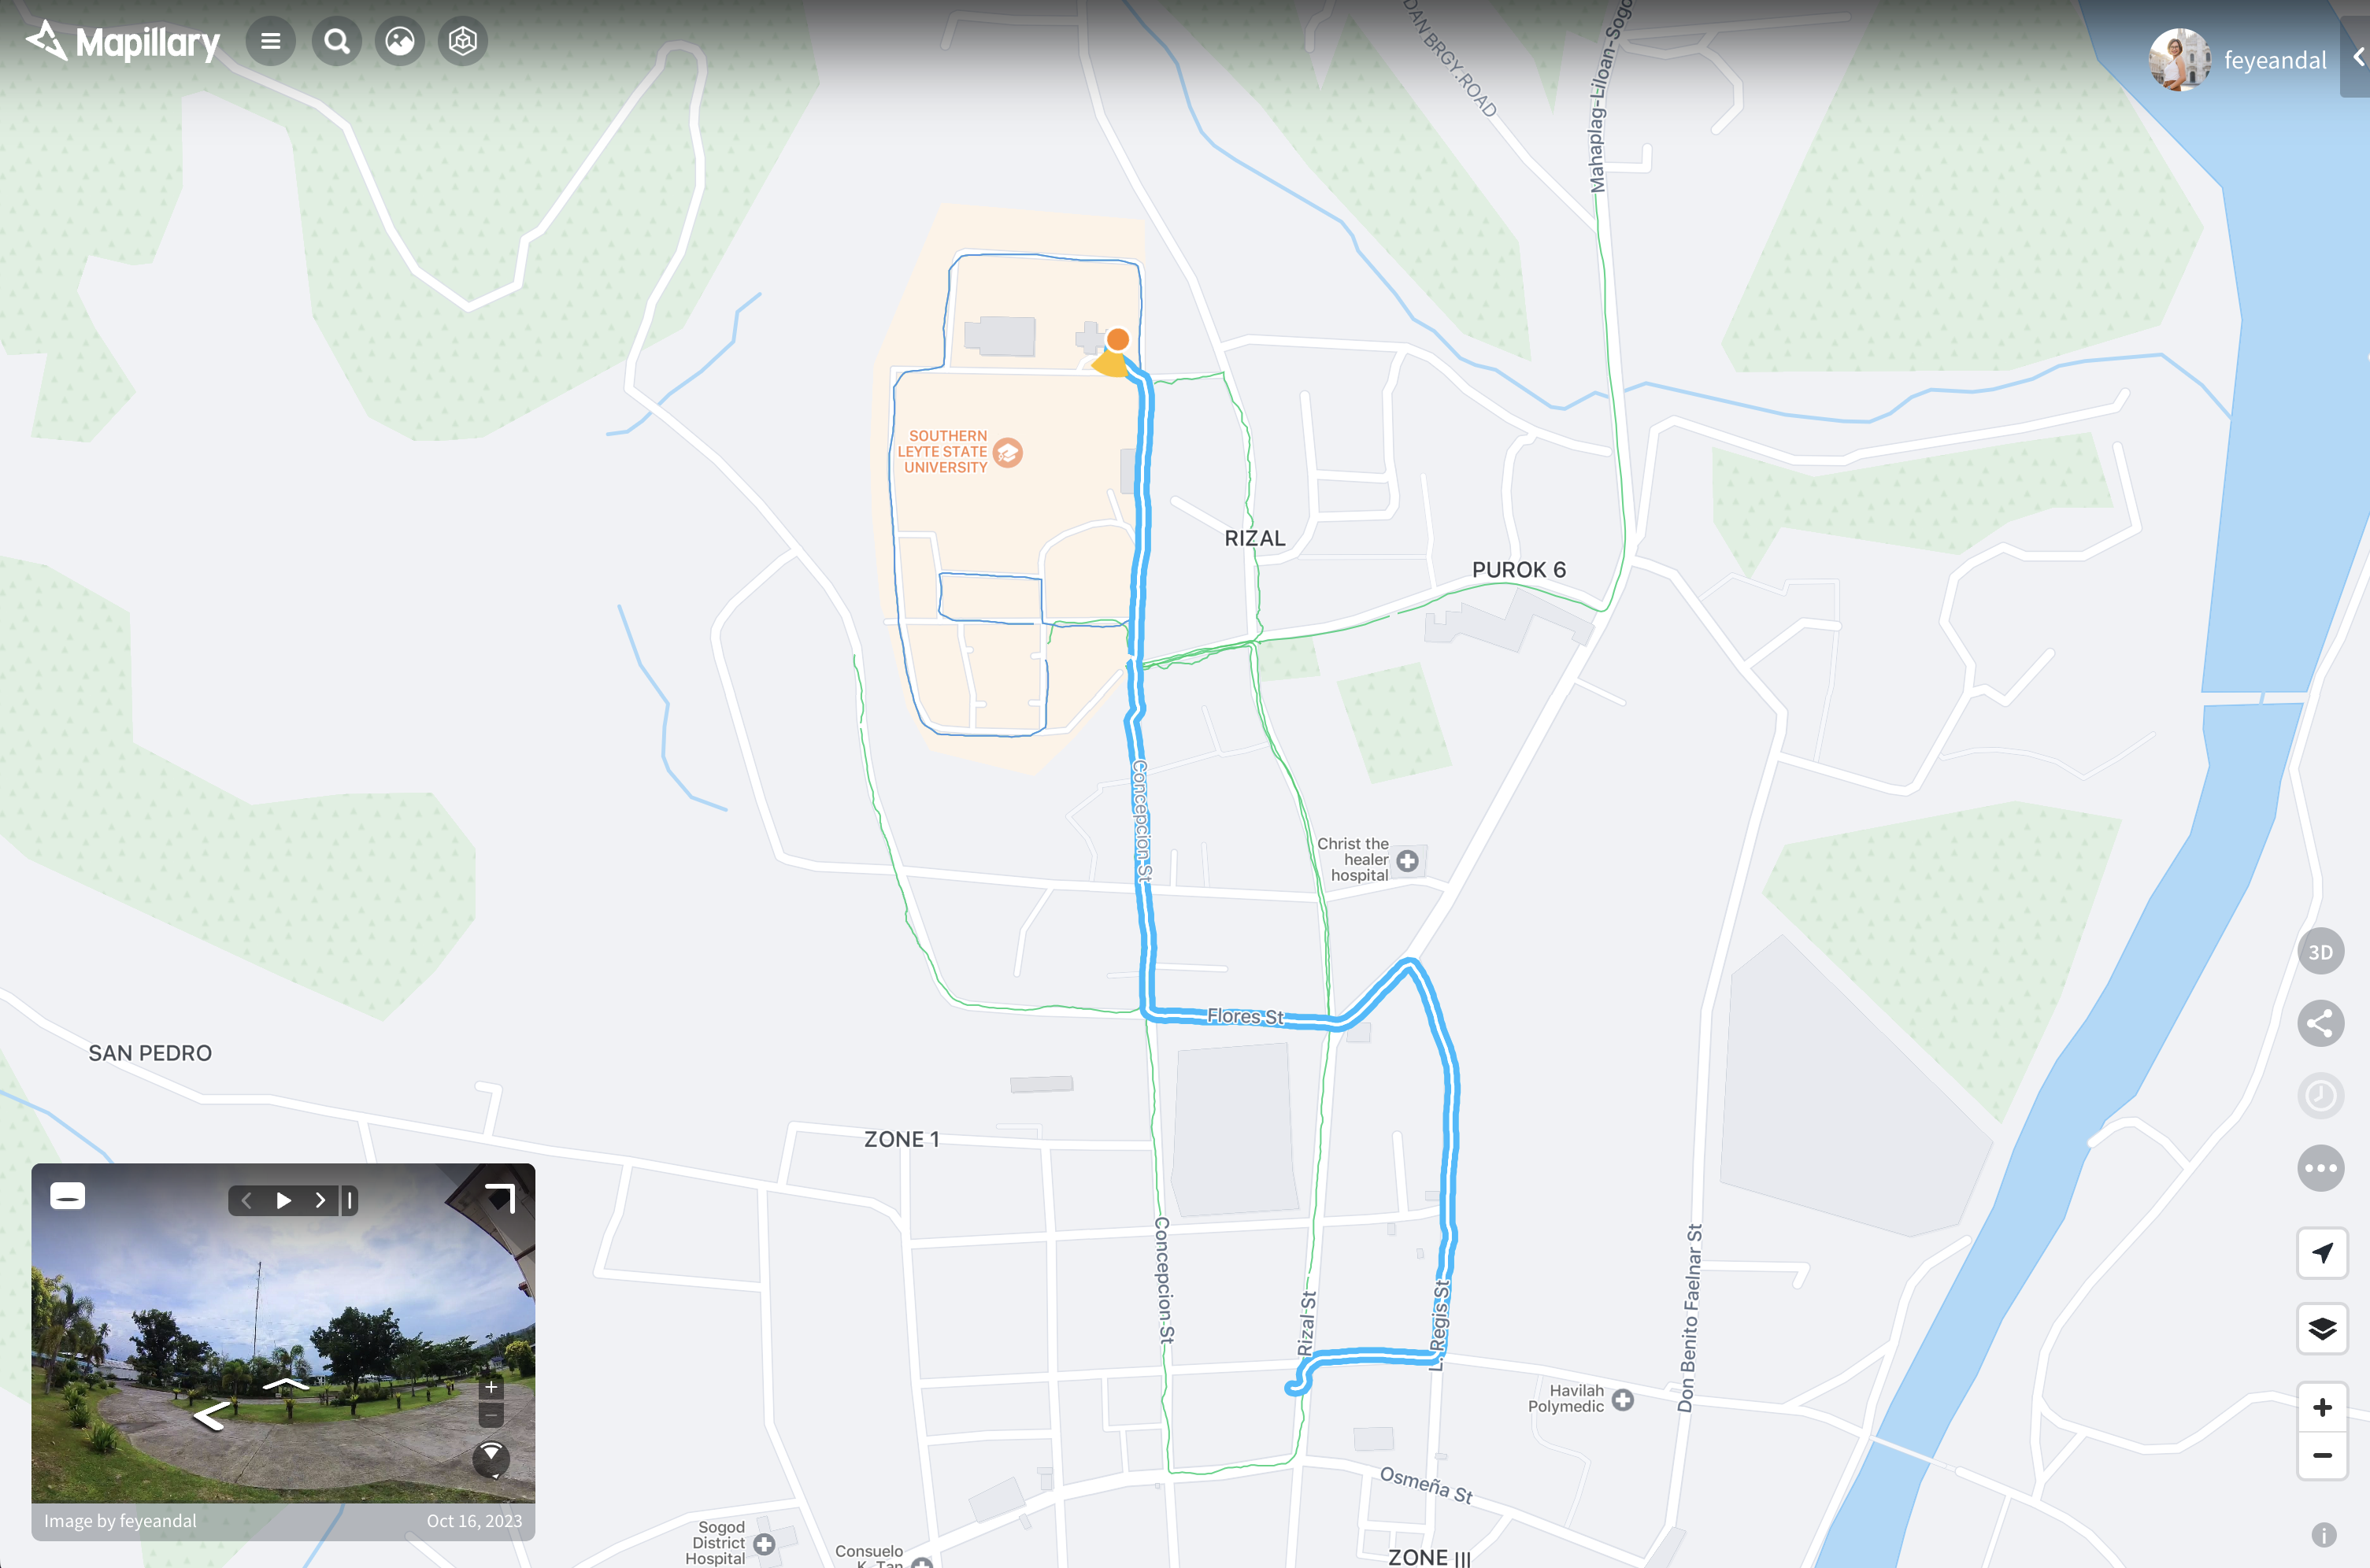 Mapillary
feyeandal
DAN BRGY.ROAD
Mahaplag-Liloan-Sogo
SOUTHERN
LEYTE STATE
UNIVERSITY
RIZAL
PUROK 6
Concepcion St
Christ the
healer
hospital
3D
Flores St
SAN PEDRO
ZONE 1
Concepcion St
Rizal St
L. Regis St
Don Benito Faelnar St
Havilah
Polymedic
Osmeña St
Image by feyeandal
Oct 16, 2023
Sogod
District
Hospital
Consuelo
K. Tan
ZONE III